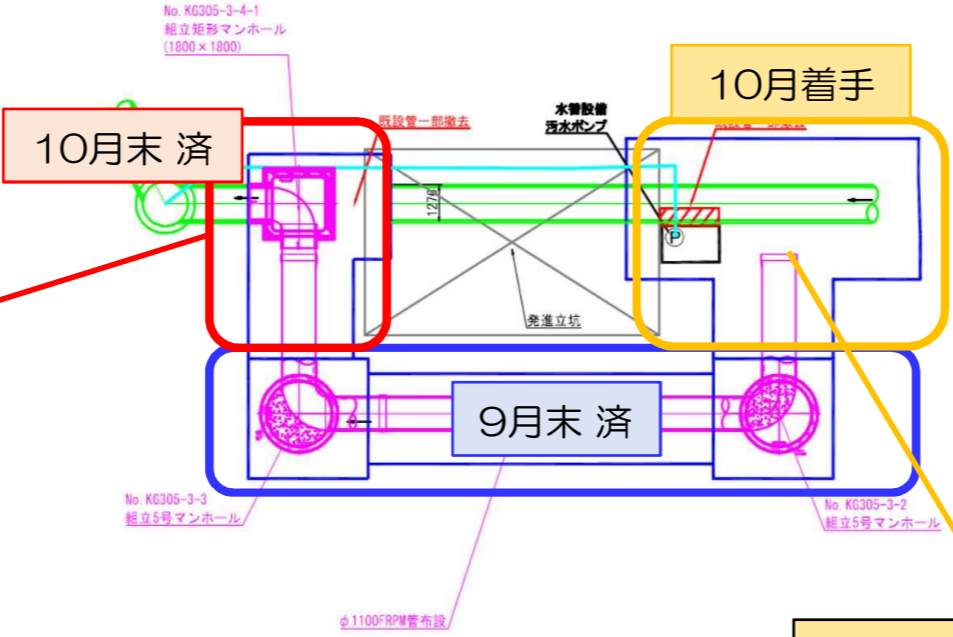 No.KG305-3-4-1
組立矩形マンホール
(1800×1800)
10月着手
10月末 済
既設管一部撤去
水替設備
汚水ポンプ
1276
P
発進立坑
9月末 済
No.KG305-3-3
組立5号マンホール
No.KG305-3-2
組立5号マンホール
φ1100FRPM管布設